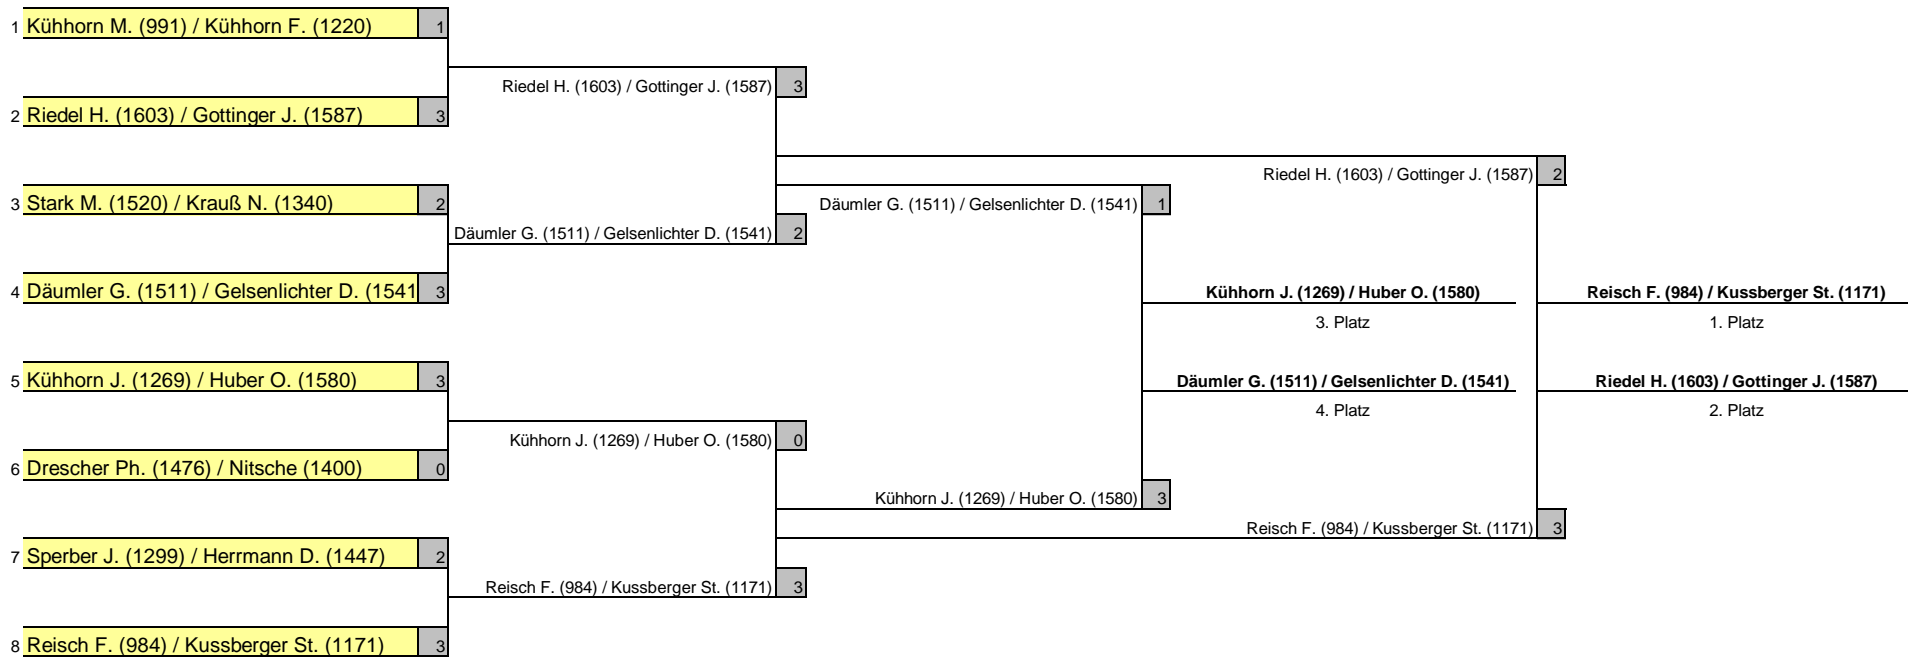 1 Kühhorn M. (991) / Kühhorn F. (1220) 1
Riedel H. (1603) / Gottinger J. (1587) 3
2 Riedel H. (1603) / Gottinger J. (1587) 3
Riedel H. (1603) / Gottinger J. (1587) 2
3 Stark M. (1520) / Krauß N. (1340) 2
Däumler G. (1511) / Gelsenlichter D. (1541) 1
Däumler G. (1511) / Gelsenlichter D. (1541) 2
4 Däumler G. (1511) / Gelsenlichter D. (1541 3
Kühhorn J. (1269) / Huber O. (1580)
Reisch F. (984) / Kussberger St. (1171)
3. Platz
1. Platz
5 Kühhorn J. (1269) / Huber O. (1580) 3
Däumler G. (1511) / Gelsenlichter D. (1541)
Riedel H. (1603) / Gottinger J. (1587)
4. Platz
2. Platz
Kühhorn J. (1269) / Huber O. (1580) 0
6 Drescher Ph. (1476) / Nitsche (1400) 0
Kühhorn J. (1269) / Huber O. (1580) 3
Reisch F. (984) / Kussberger St. (1171) 3
7 Sperber J. (1299) / Herrmann D. (1447) 2
Reisch F. (984) / Kussberger St. (1171) 3
8 Reisch F. (984) / Kussberger St. (1171) 3